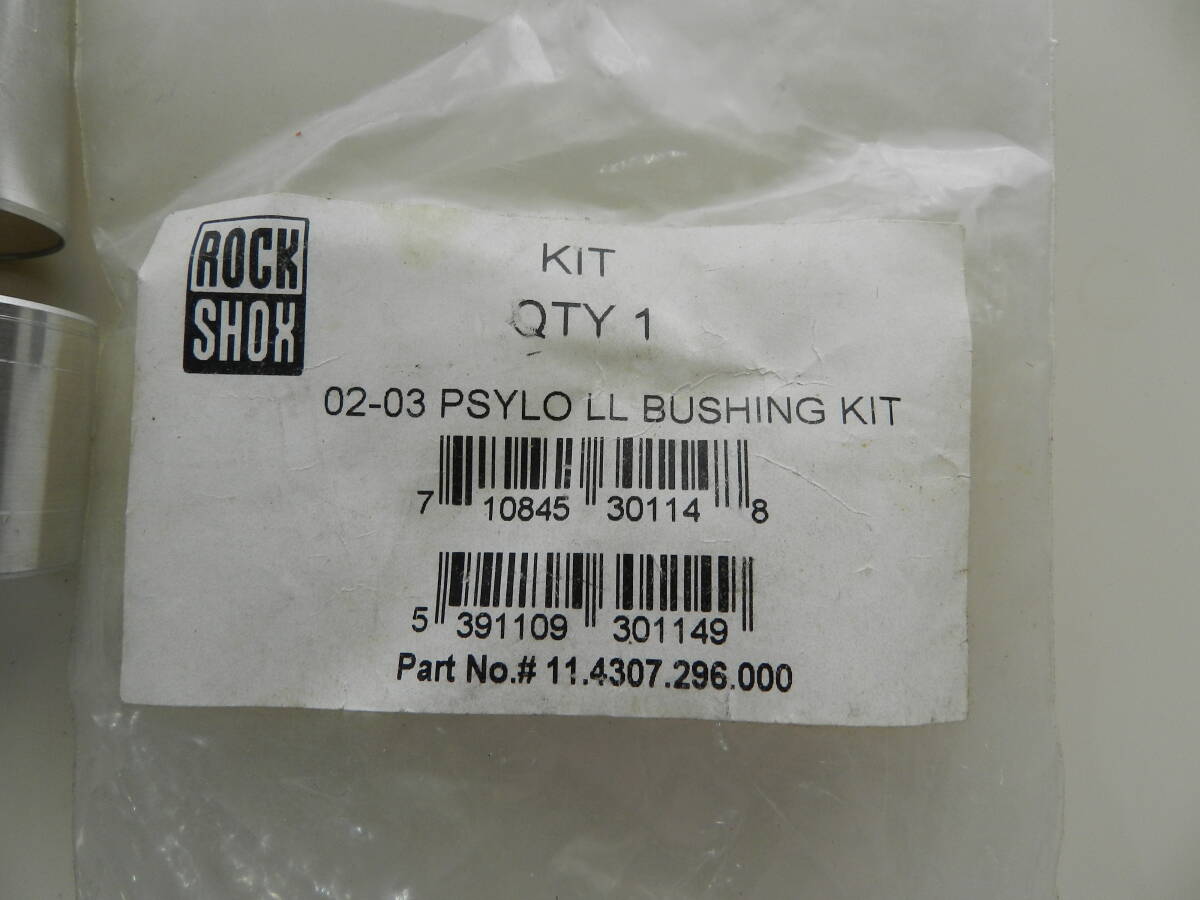 ROCK
SHOX
KIT
QTY 1
02-03 PSYLO LL BUSHING KIT
7 10845 30114 8
5 391109 301149
Part No.# 11.4307.296.000